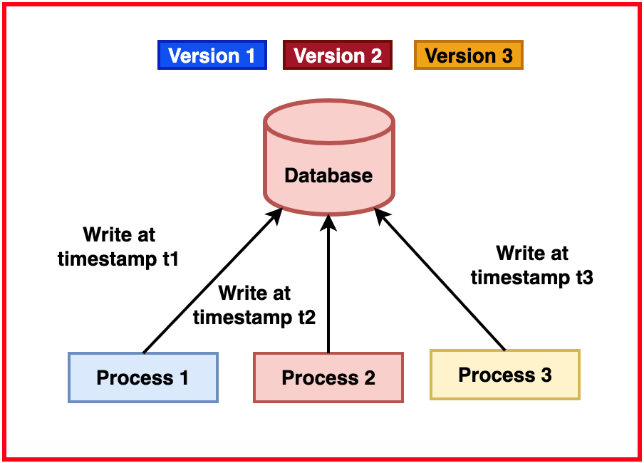 Version 1
Version 2
Version 3
Database
Write at
timestamp t1
Write at
timestamp t2
Write at
timestamp t3
Process 1
Process 2
Process 3